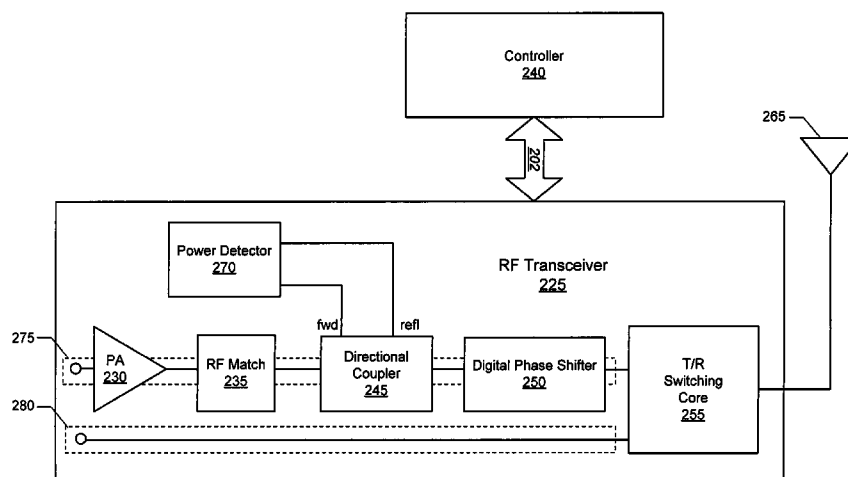 Controller
240
265
202
Power Detector
270
RF Transceiver
225
fwd
refl
275
PA
230
RF Match
235
Directional
Coupler
245
Digital Phase Shifter
250
T/R
Switching
Core
255
280